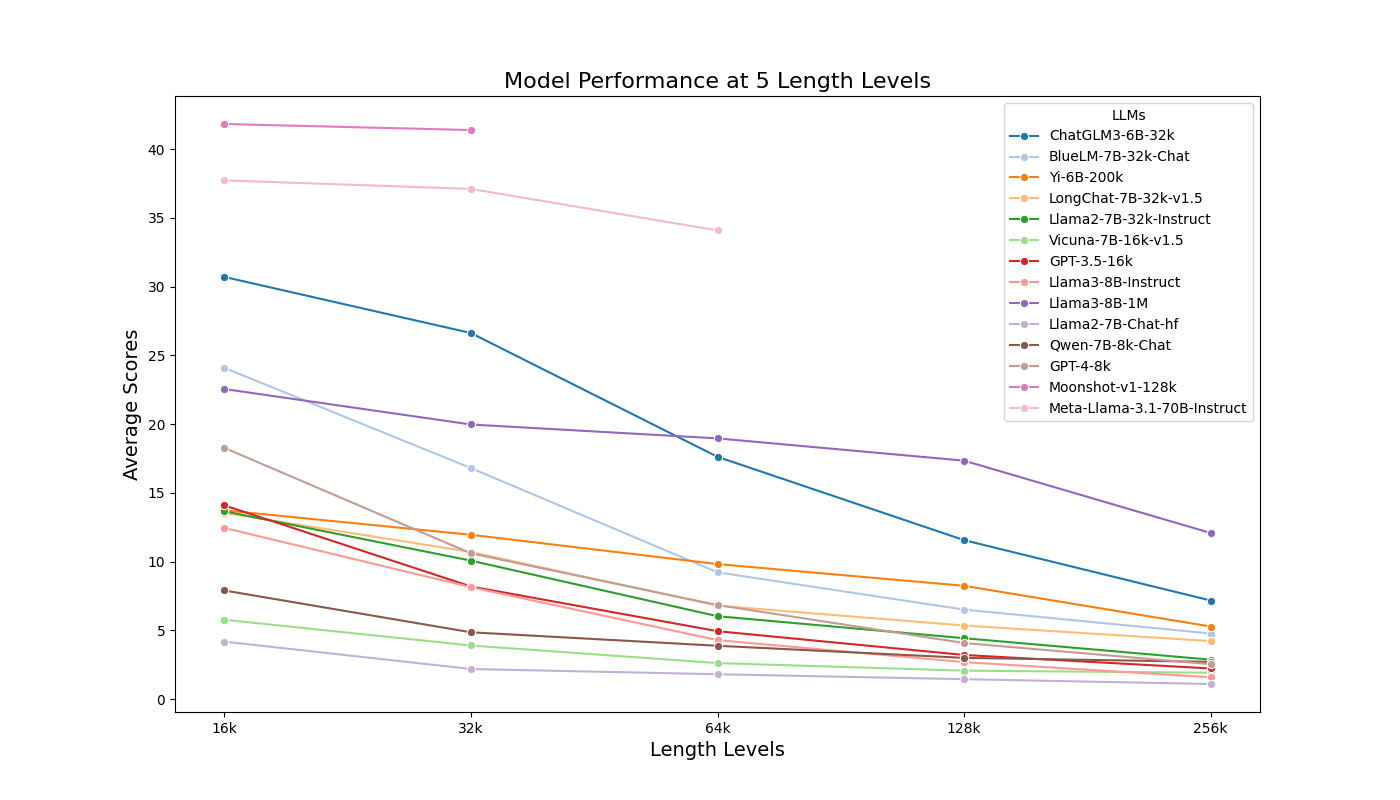 Model Performance at 5 Length Levels
LLMs
ChatGLM3-6B-32k
BlueLM-7B-32k-Chat
Yi-6B-200k
LongChat-7B-32k-v1.5
Llama2-7B-32k-Instruct
Vicuna-7B-16k-v1.5
GPT-3.5-16k
Llama3-8B-Instruct
Llama3-8B-1M
Llama2-7B-Chat-hf
Qwen-7B-8k-Chat
GPT-4-8k
Moonshot-v1-128k
Meta-Llama-3.1-70B-Instruct
Average Scores
40
35
30
25
20
15
10
5
0
16k 32k 64k 128k 256k
Length Levels